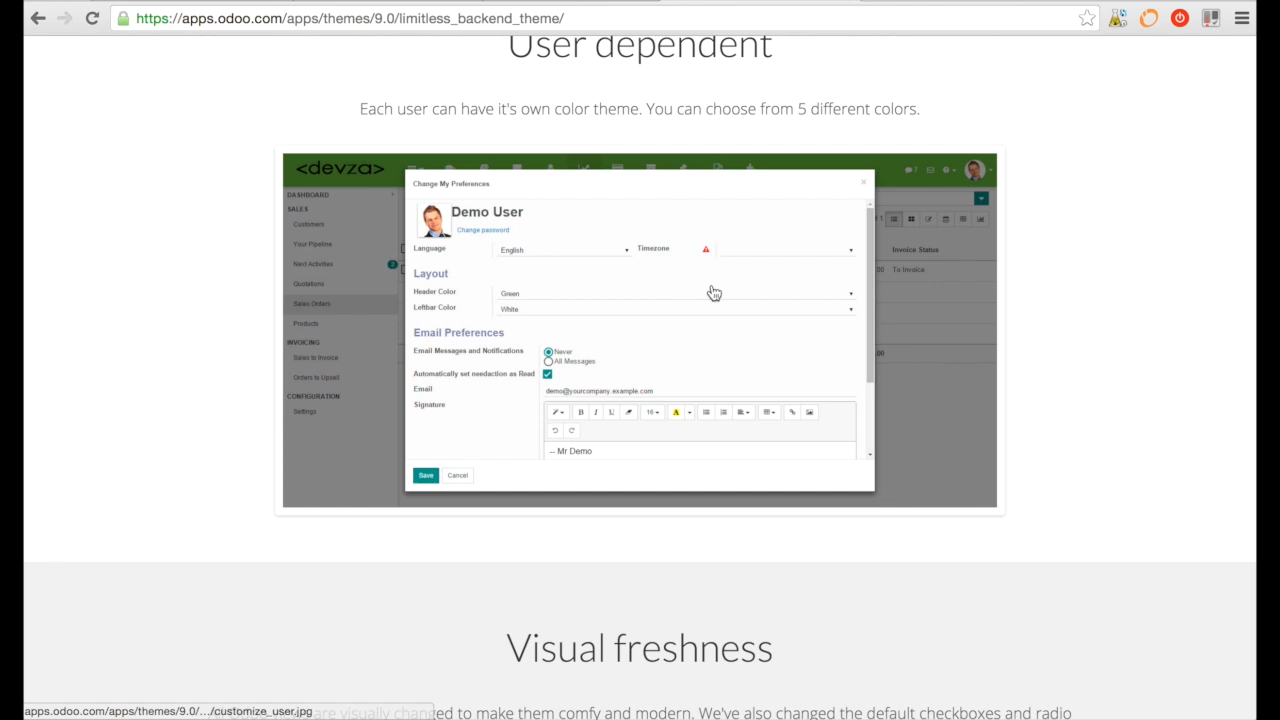 https://apps.odoo.com/apps/themes/9.0/limitless_backend_theme/
User dependent
Each user can have it's own color theme. You can choose from 5 different colors.
<devza>
7
Change My Preferences
×
DASHBOARD
SALES
Customers
Your Pipeline
Next Activities
Quotations
Sales Orders
Products
INVOICING
Sales to Invoice
Orders to Upsell
CONFIGURATION
Settings
Demo User
Change password
Language
English
Timezone
Layout
Header Color
Green
Leftbar Color
White
Email Preferences
Email Messages and Notifications
Never
All Messages
Automatically set needaction as Read
Email
demo@yourcompany.example.com
Signature
B I U
16
A
-- Mr Demo
Save
Cancel
Invoice Status
.00 To Invoice
.00
Visual freshness
are visually changed to make them comfy and modern. We've also changed the default checkboxes and radio
apps.odoo.com/apps/themes/9.0/.../customize_user.jpg